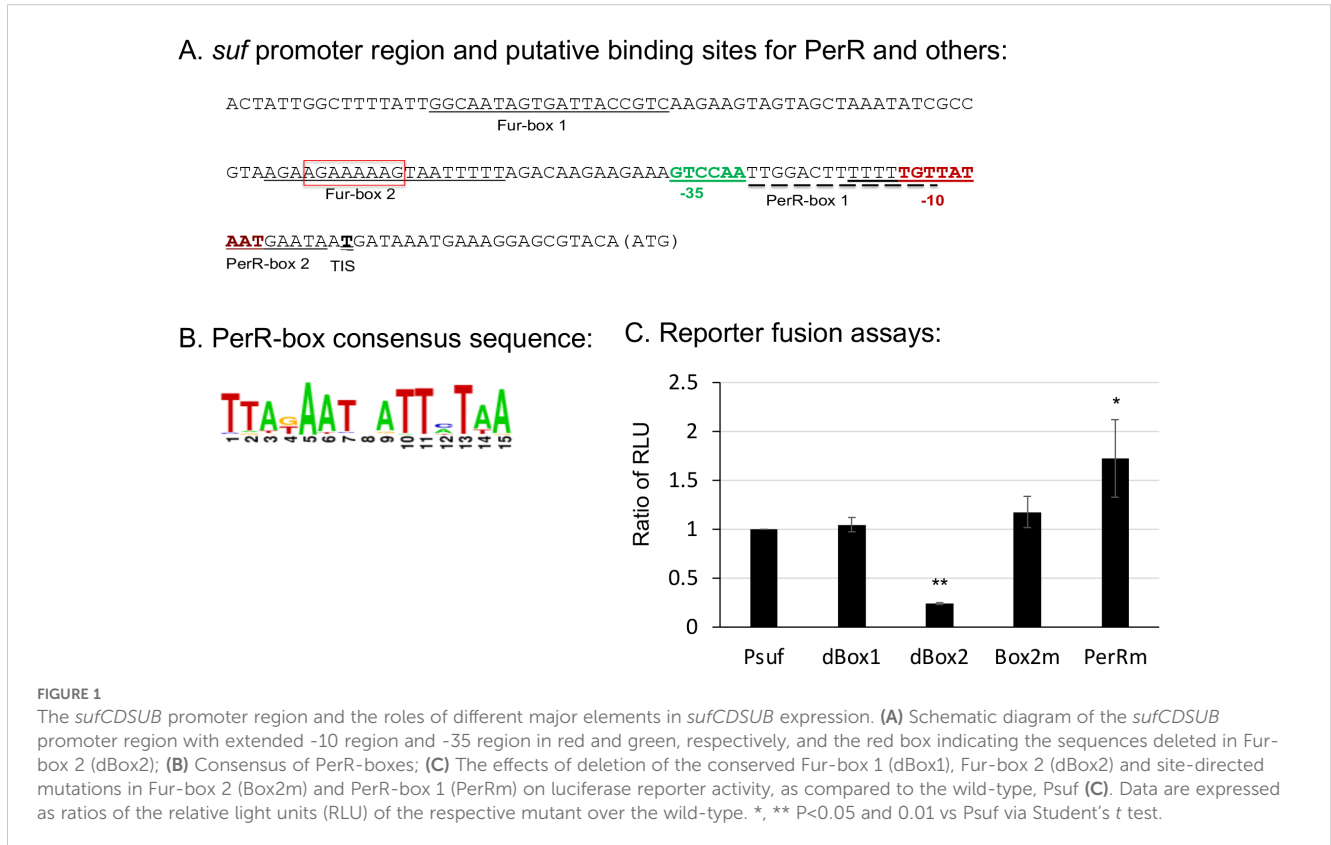 A. suf promoter region and putative binding sites for PerR and others:
ACTATTGGCTTTTATTGGCAATAGTGATTACCGTCAAGAAGTAGTAGCTAAATATCGCC
Fur-box 1
GTAAGAAGAAAAAGTAATTTTTAGACAAGAAGAAAGTCCAATTGGACTTTTTTTGTTAT
Fur-box 2
-35
PerR-box 1
-10
AATGAATAATGATAAATGAAAGGAGCGTACA(ATG)
PerR-box 2 TIS
B. PerR-box consensus sequence:
TTAGAAT ATT TAA
1 2 3 4 5 6 7 8 9 10 11 12 13 14 15
C. Reporter fusion assays:
Ratio of RLU
2.5
2
1.5
1
0.5
0
**
*
Psuf dBox1 dBox2 Box2m PerRm
FIGURE 1
The sufCDSUB promoter region and the roles of different major elements in sufCDSUB expression. (A) Schematic diagram of the sufCDSUB
promoter region with extended -10 region and -35 region in red and green, respectively, and the red box indicating the sequences deleted in Fur-
box 2 (dBox2); (B) Consensus of PerR-boxes; (C) The effects of deletion of the conserved Fur-box 1 (dBox1), Fur-box 2 (dBox2) and site-directed
mutations in Fur-box 2 (Box2m) and PerR-box 1 (PerRm) on luciferase reporter activity, as compared to the wild-type, Psuf (C). Data are expressed
as ratios of the relative light units (RLU) of the respective mutant over the wild-type. *, ** P<0.05 and 0.01 vs Psuf via Student's t test.